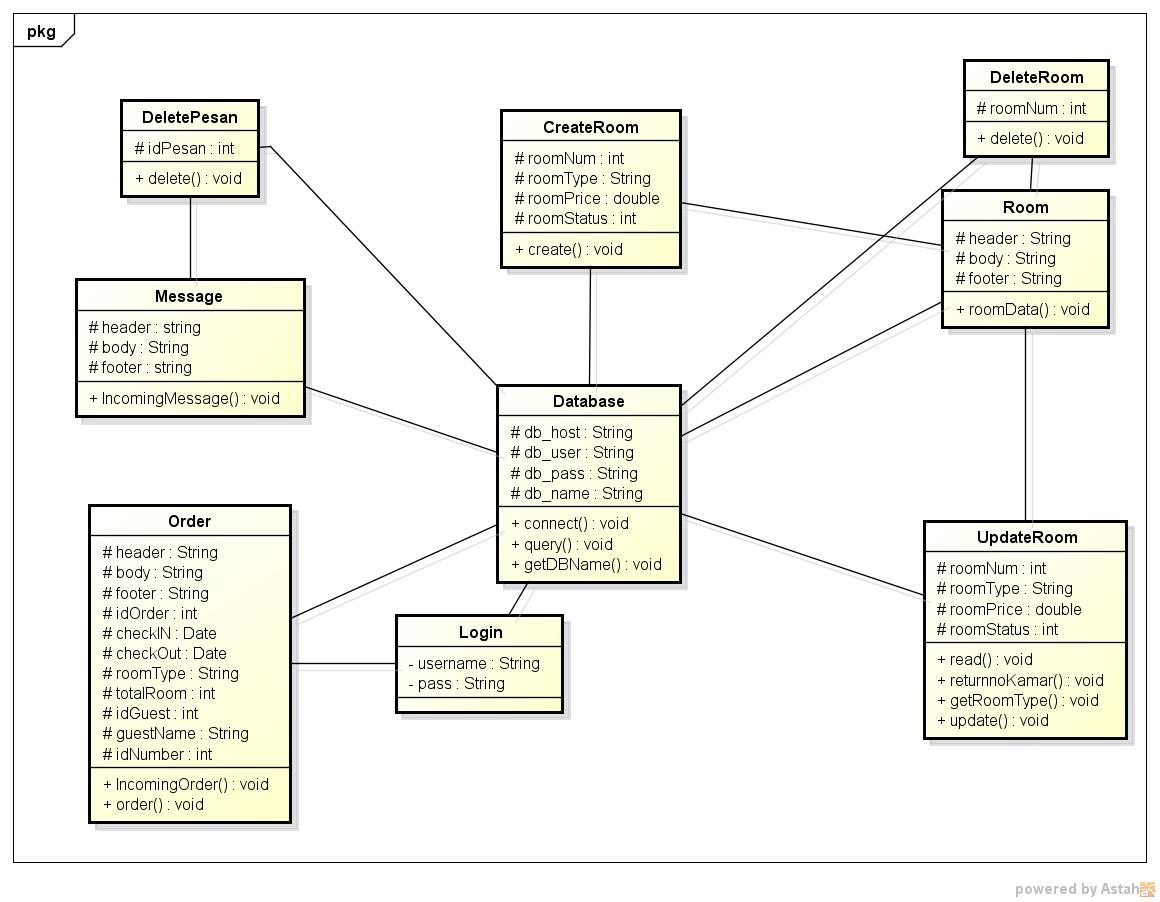 pkg
DeletePesan
# idPesan : int
+ delete() : void
CreateRoom
# roomNum : int
# roomType : String
# roomPrice : double
# roomStatus : int
+ create() : void
DeleteRoom
# roomNum : int
+ delete() : void
Room
# header : String
# body : String
# footer : String
+ roomData() : void
Message
# header : string
# body : String
# footer : string
+ IncomingMessage() : void
Database
# db_host : String
# db_user : String
# db_pass : String
# db_name : String
+ connect() : void
+ query() : void
+ getDBName() : void
Order
# header : String
# body : String
# footer : String
# idOrder : int
# checkIN : Date
# checkOut : Date
# roomType : String
# totalRoom : int
# idGuest : int
# guestName : String
# idNumber : int
+ IncomingOrder() : void
+ order() : void
Login
- username : String
- pass : String
UpdateRoom
# roomNum : int
# roomType : String
# roomPrice : double
# roomStatus : int
+ read() : void
+ returnnoKamar() : void
+ getRoomType() : void
+ update() : void
powered by Astah